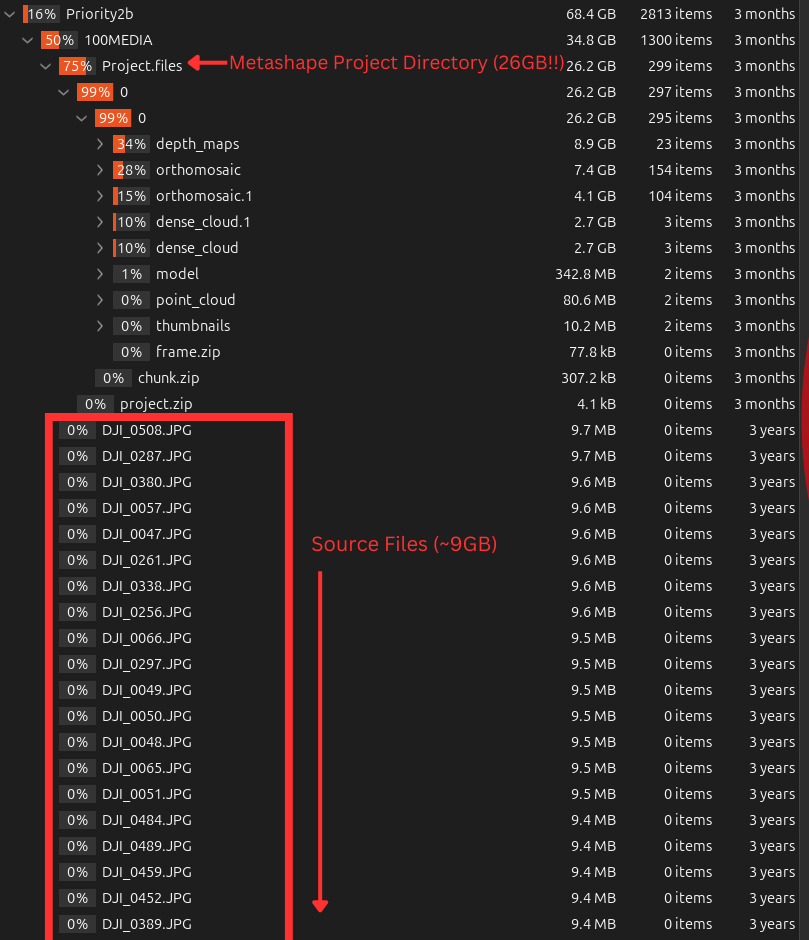 16% Priority2b 68.4 GB 2813 items 3 months
50% 100MEDIA 34.8 GB 1300 items 3 months
75% Project.files Metashape Project Directory (26GB!!) 26.2 GB 299 items 3 months
99% 0 26.2 GB 297 items 3 months
99% 0 26.2 GB 295 items 3 months
34% depth_maps 8.9 GB 23 items 3 months
28% orthomosaic 7.4 GB 154 items 3 months
15% orthomosaic.1 4.1 GB 104 items 3 months
10% dense_cloud.1 2.7 GB 3 items 3 months
10% dense_cloud 2.7 GB 3 items 3 months
1% model 342.8 MB 2 items 3 months
0% point_cloud 80.6 MB 2 items 3 months
0% thumbnails 10.2 MB 2 items 3 months
0% frame.zip 77.8 kB 0 items 3 months
0% chunk.zip 307.2 kB 0 items 3 months
0% project.zip 4.1 kB 0 items 3 months
0% DJI_0508.JPG 9.7 MB 0 items 3 years
0% DJI_0287.JPG 9.7 MB 0 items 3 years
0% DJI_0380.JPG 9.6 MB 0 items 3 years
0% DJI_0057.JPG 9.6 MB 0 items 3 years
0% DJI_0047.JPG 9.6 MB 0 items 3 years
Source Files (~9GB)
0% DJI_0261.JPG 9.6 MB 0 items 3 years
0% DJI_0338.JPG 9.6 MB 0 items 3 years
0% DJI_0256.JPG 9.6 MB 0 items 3 years
0% DJI_0066.JPG 9.5 MB 0 items 3 years
0% DJI_0297.JPG 9.5 MB 0 items 3 years
0% DJI_0049.JPG 9.5 MB 0 items 3 years
0% DJI_0050.JPG 9.5 MB 0 items 3 years
0% DJI_0048.JPG 9.5 MB 0 items 3 years
0% DJI_0065.JPG 9.5 MB 0 items 3 years
0% DJI_0051.JPG 9.5 MB 0 items 3 years
0% DJI_0484.JPG 9.4 MB 0 items 3 years
0% DJI_0489.JPG 9.4 MB 0 items 3 years
0% DJI_0459.JPG 9.4 MB 0 items 3 years
0% DJI_0452.JPG 9.4 MB 0 items 3 years
0% DJI_0389.JPG 9.4 MB 0 items 3 years